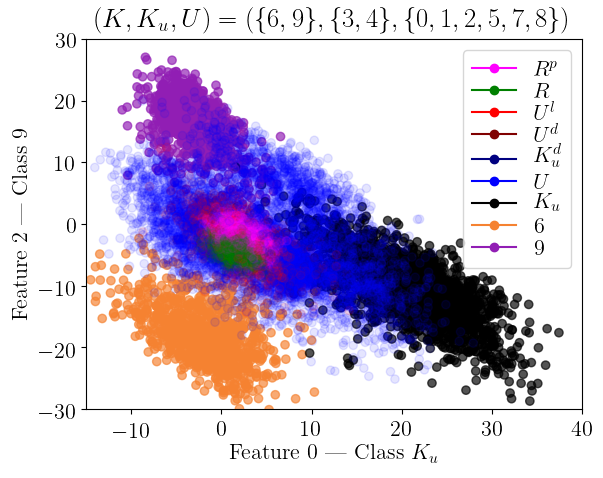 (K, K_u, U) = ({6, 9}, {3, 4}, {0, 1, 2, 5, 7, 8})
30
20
10
0
−10
−20
−30
Feature 2 — Class 9
R^p
R
U^l
U^d
K_u^d
U
K_u
6
9
−10 0 10 20 30 40
Feature 0 — Class K_u